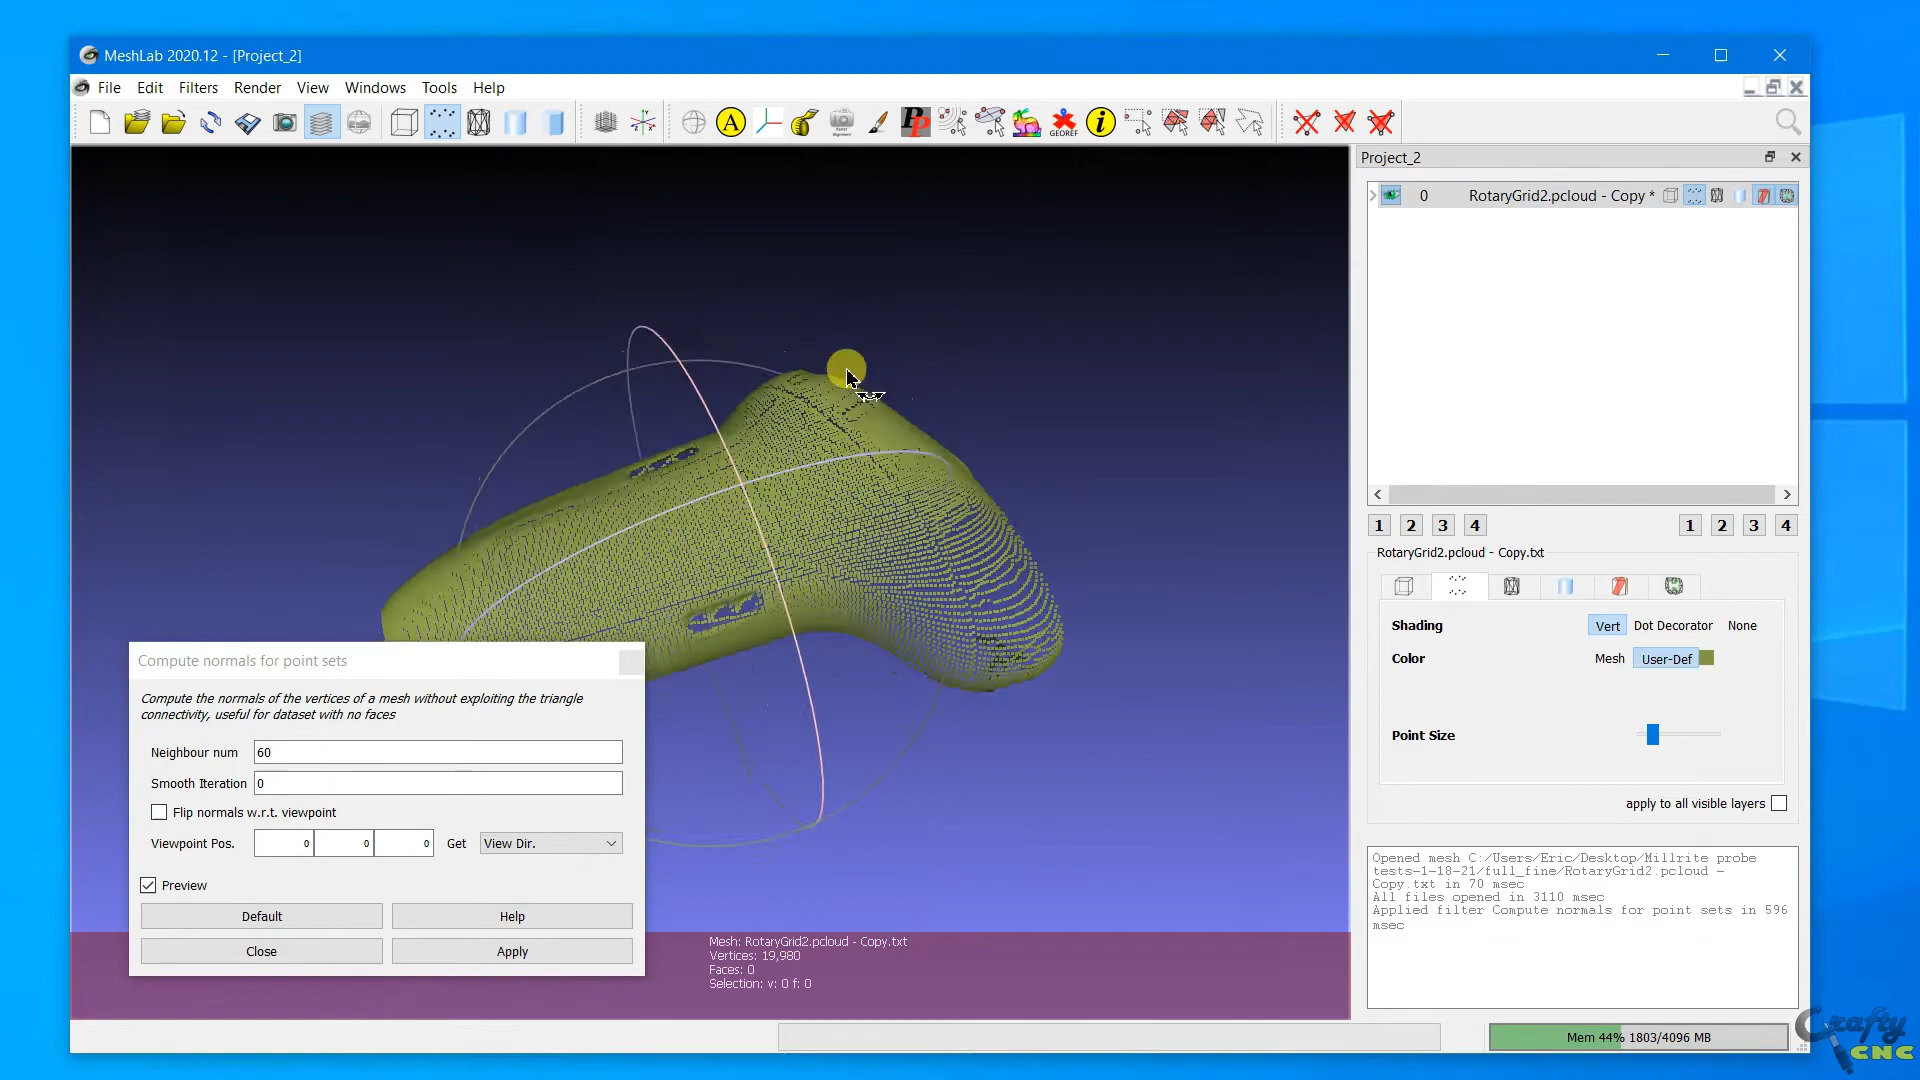 MeshLab 2020.12 - [Project_2]
File Edit Filters Render View Windows Tools Help
A
PP
GEOREF
i
Project_2
0 RotaryGrid2.pcloud - Copy *
1 2 3 4 1 2 3 4
RotaryGrid2.pcloud - Copy.txt
Shading Vert Dot Decorator None
Color Mesh User-Def
Point Size
apply to all visible layers
Opened mesh C:/Users/Eric/Desktop/Millrite probe
tests-1-18-21/full_fine/RotaryGrid2.pcloud -
Copy.txt in 70 msec
All files opened in 3110 msec
Applied filter Compute normals for point sets in 596
msec
Compute normals for point sets
Compute the normals of the vertices of a mesh without exploiting the triangle
connectivity, useful for dataset with no faces
Neighbour num 60
Smooth Iteration 0
Flip normals w.r.t. viewpoint
Viewpoint Pos. 0 0 0 Get View Dir.
Preview
Default Help
Close Apply
Mesh: RotaryGrid2.pcloud - Copy.txt
Vertices: 19,980
Faces: 0
Selection: v: 0 f: 0
Mem 44% 1803/4096 MB
Crafty
CNC